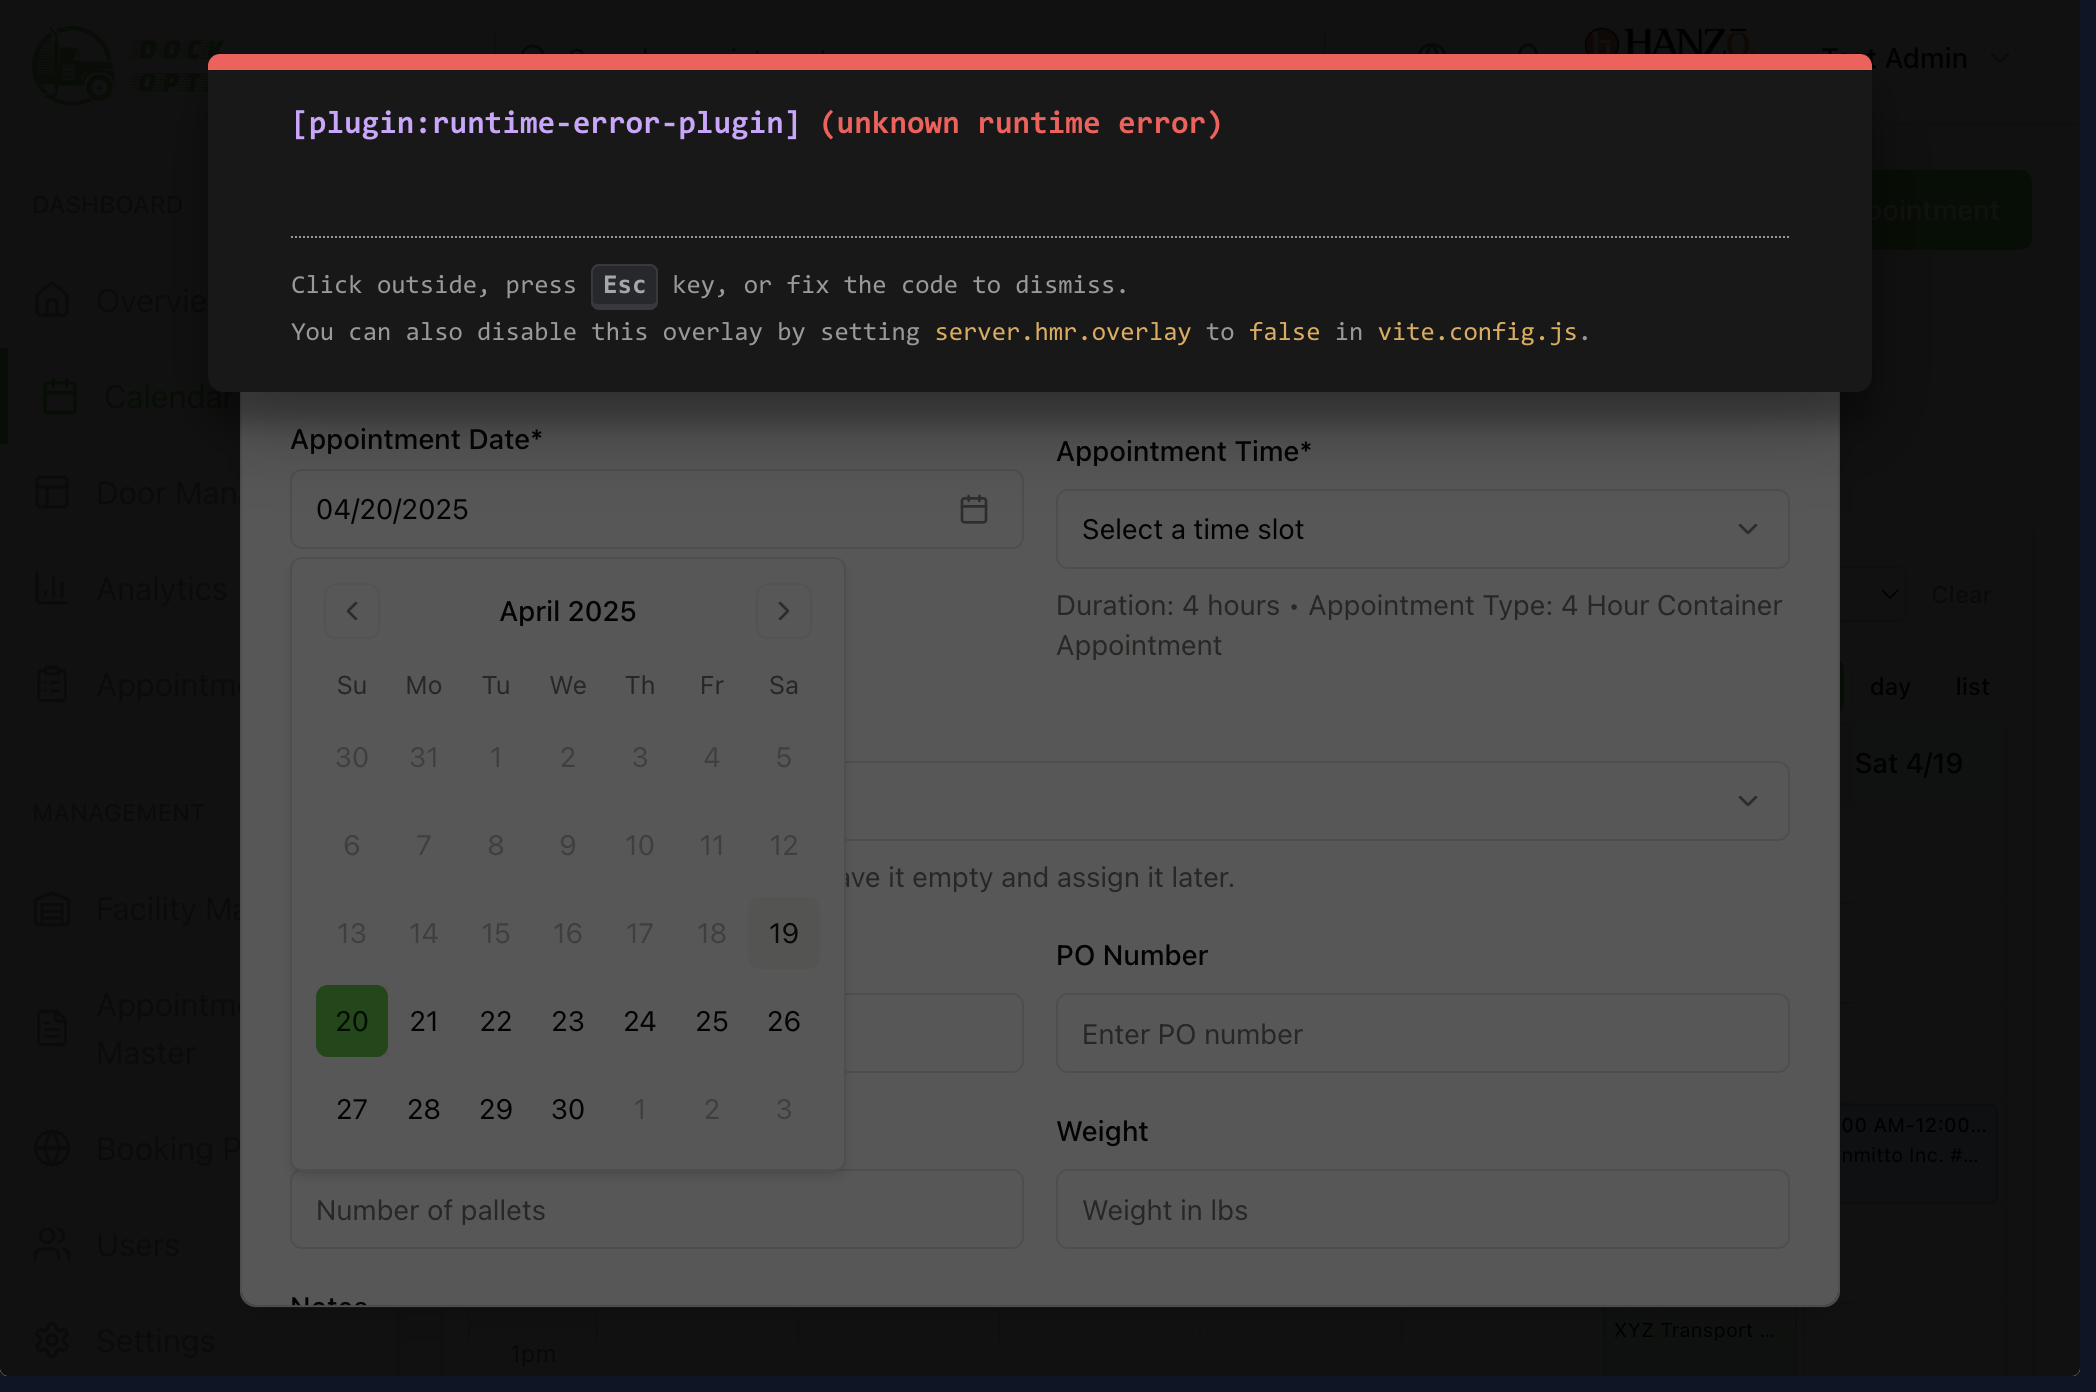 DOCK
OPT
HANZŌ
Admin
[plugin:runtime-error-plugin] (unknown runtime error)
Click outside, press Esc key, or fix the code to dismiss.
You can also disable this overlay by setting server.hmr.overlay to false in vite.config.js.
DASHBOARD
Overvie
Calendar
Door Man
Analytics
Appointm
MANAGEMENT
Facility Ma
Appointm
Master
Booking P
Users
Settings
pointment
Appointment Date*
04/20/2025
Appointment Time*
Select a time slot
Duration: 4 hours • Appointment Type: 4 Hour Container
Appointment
April 2025
Su Mo Tu We Th Fr Sa
30 31 1 2 3 4 5
6 7 8 9 10 11 12
13 14 15 16 17 18 19
20 21 22 23 24 25 26
27 28 29 30 1 2 3
ave it empty and assign it later.
PO Number
Enter PO number
Weight
Number of pallets
Weight in lbs
Notes
Clear
day list
Sat 4/19
00 AM-12:00...
nmitto Inc. #...
XYZ Transport ...
1pm